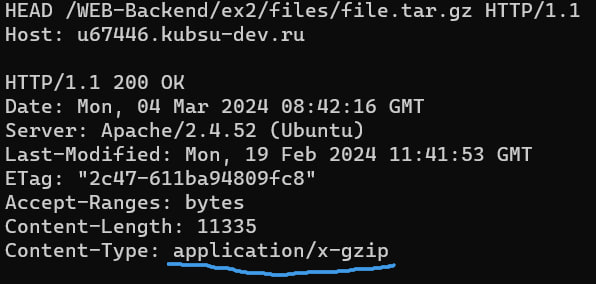 HEAD /WEB-Backend/ex2/files/file.tar.gz HTTP/1.1
Host: u67446.kubsu-dev.ru
HTTP/1.1 200 OK
Date: Mon, 04 Mar 2024 08:42:16 GMT
Server: Apache/2.4.52 (Ubuntu)
Last-Modified: Mon, 19 Feb 2024 11:41:53 GMT
ETag: "2c47-611ba94809fc8"
Accept-Ranges: bytes
Content-Length: 11335
Content-Type: application/x-gzip